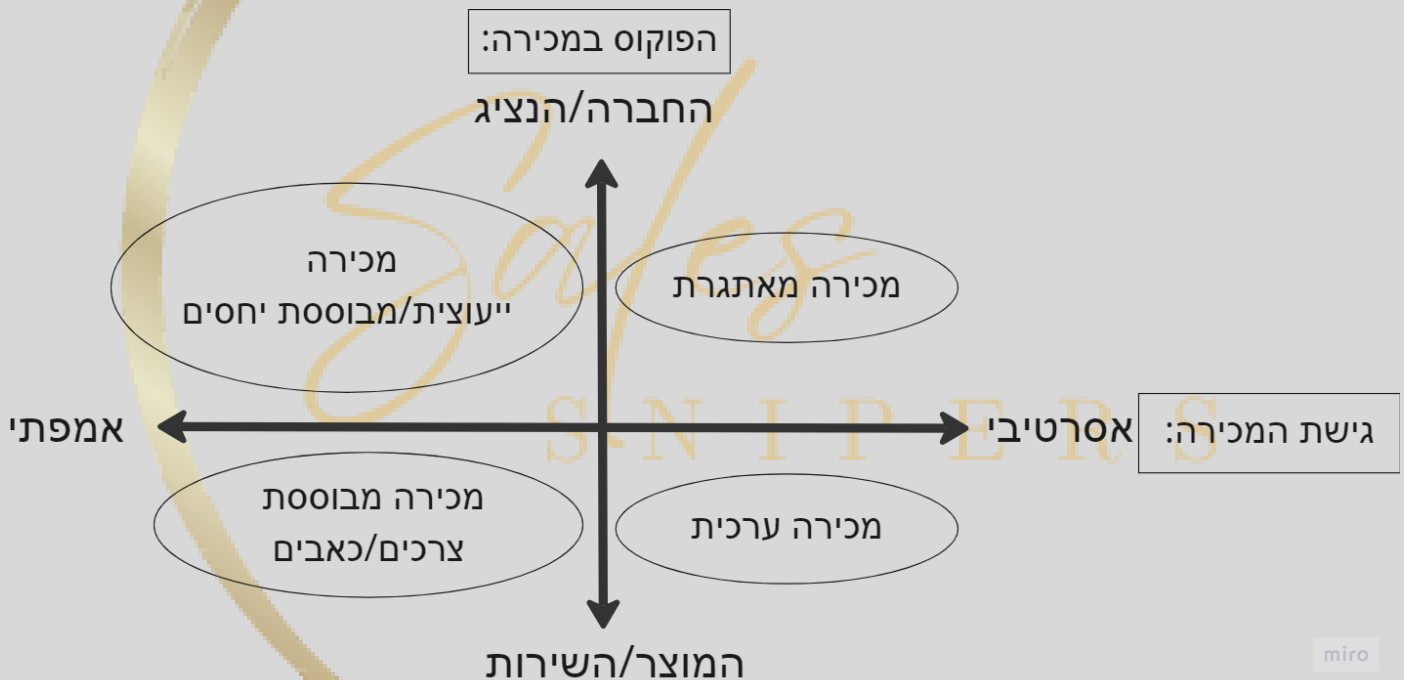 הפוקוס במכירה:
החברה/הנציג
Sales
מכירה מאתגרת
מכירה
ייעוצית/מבוססת יחסים
גישת המכירה:
אסרטיבי
אמפתי
SNIPERS
מכירה ערכית
מכירה מבוססת
צרכים/כאבים
המוצר/השירות
miro